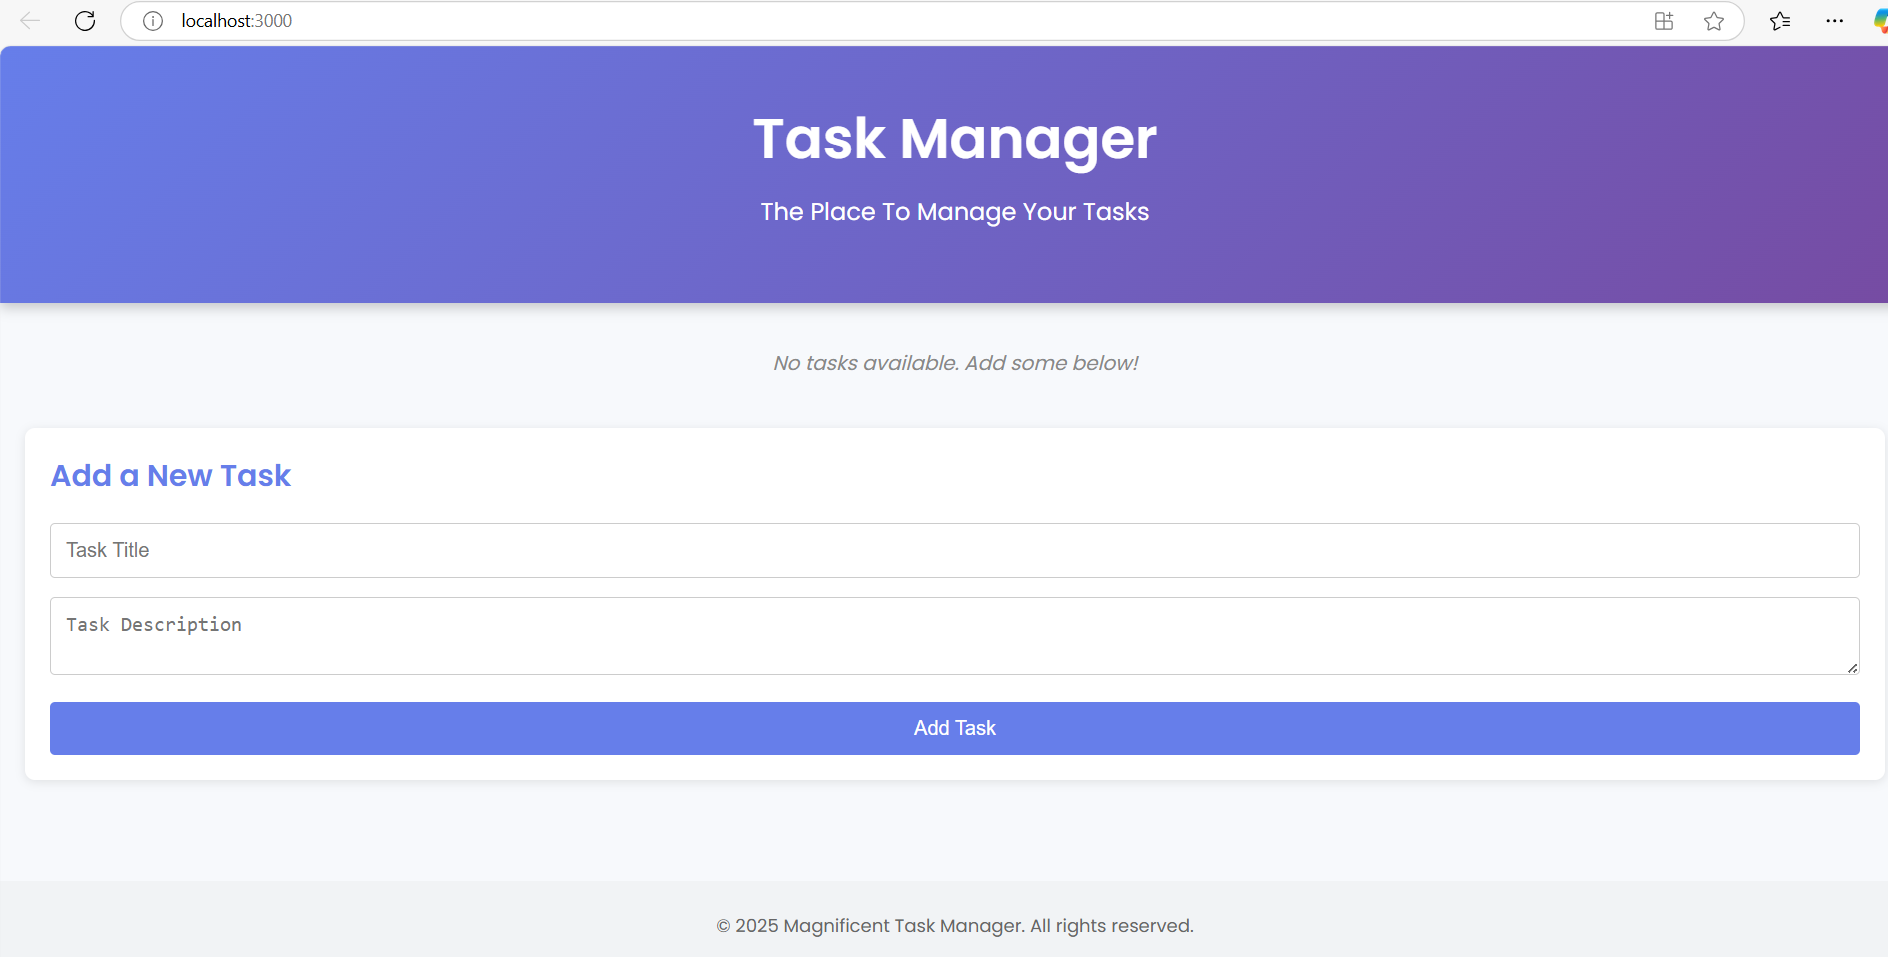 localhost:3000
Task Manager
The Place To Manage Your Tasks
No tasks available. Add some below!
Add a New Task
Task Title
Task Description
Add Task
© 2025 Magnificent Task Manager. All rights reserved.